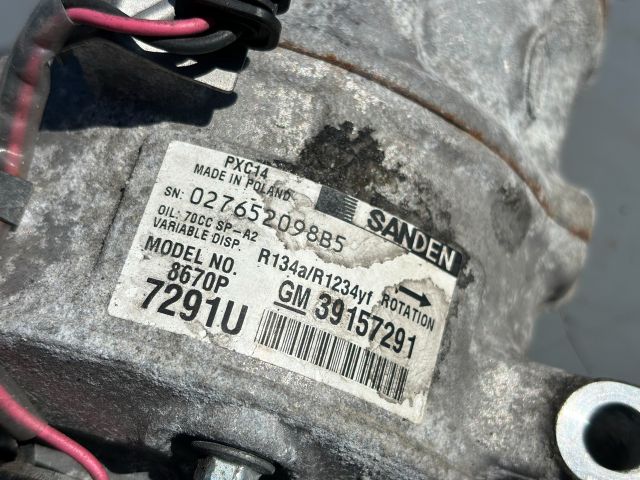 PXC14
MADE IN POLAND
SANDEN
SN: 027652098B5
OIL: 70CC SP-A2
VARIABLE DISP.
R134a/R1234yf
ROTATION
MODEL NO.
8670P
7291U
GM 39157291